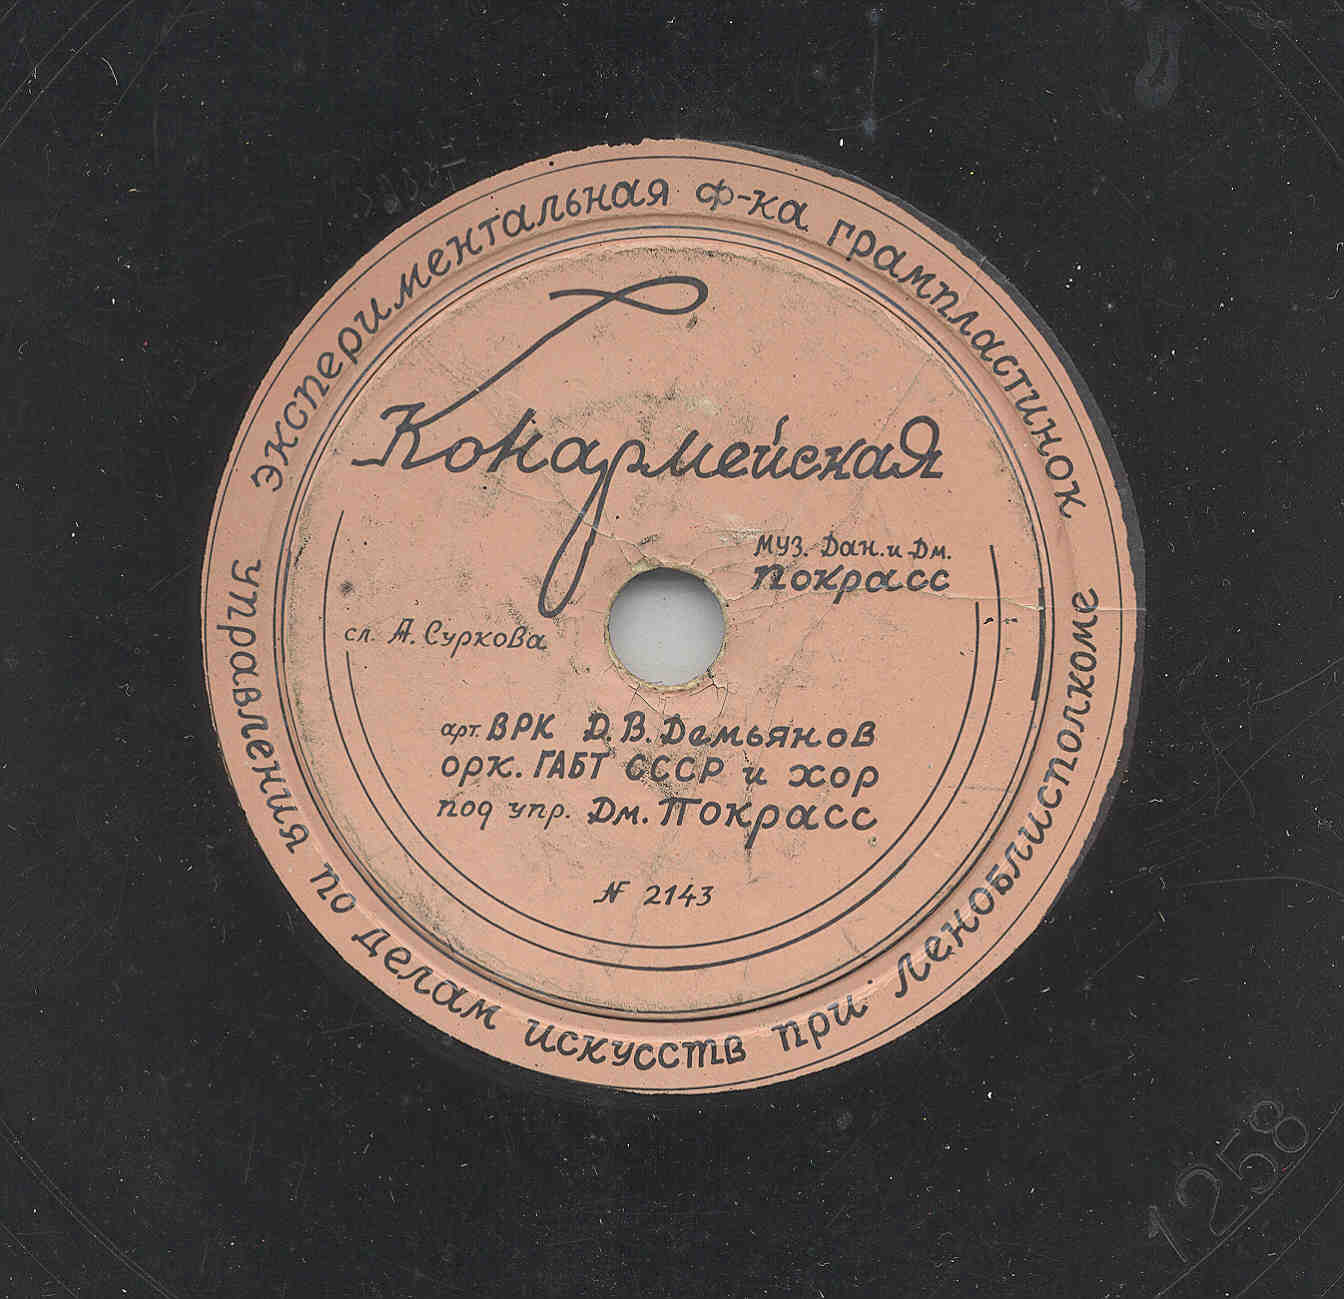 экспериментальная ф-ка грампластинок
Конармейская
муз. Дан. и Дм.
Покрасс
сл. А. Суркова
арт. ВРК Д. В. Демьянов
орк. ГАБТ СССР и хор
под упр. Дм. Покрасс
№ 2143
управления по делам искусств при леноблисполкоме
1258